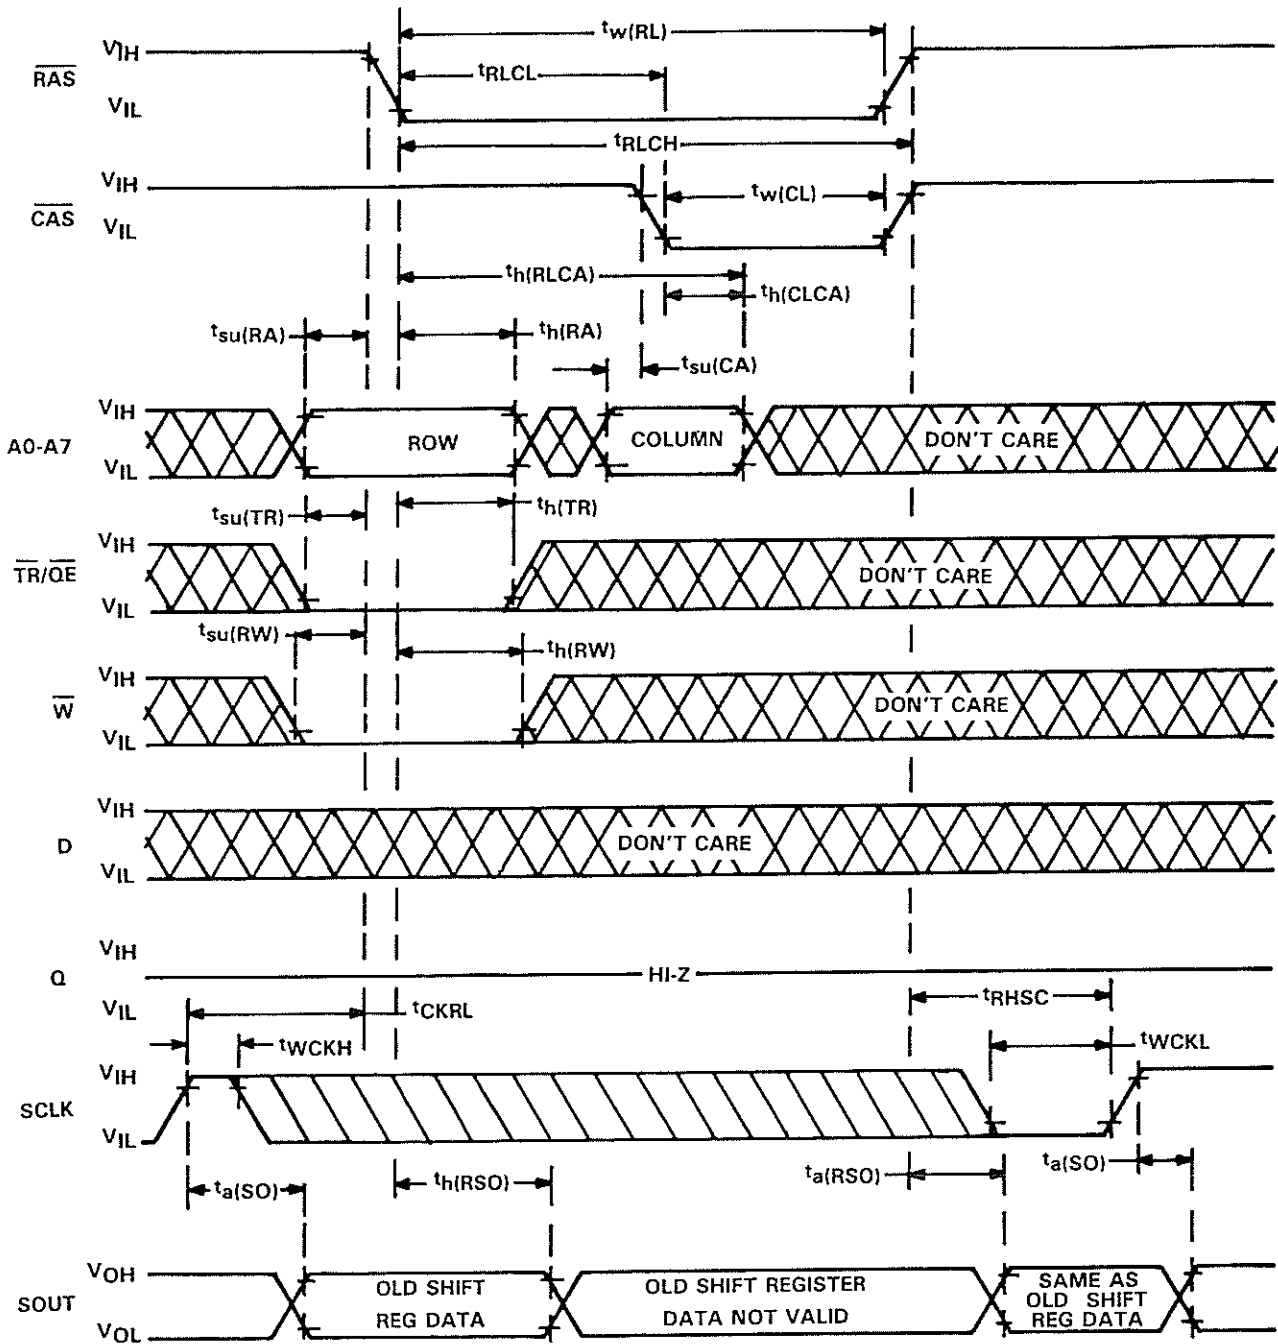 tw(RL)
VIH
RAS
tRLCL
VIL
tRLCH
VIH
tw(CL)
CAS
VIL
th(RLCA)
th(CLCA)
tsu(RA)
th(RA)
tsu(CA)
VIH
A0-A7
ROW
COLUMN
DON'T CARE
VIL
tsu(TR)
th(TR)
VIH
TR/QE
DON'T CARE
VIL
tsu(RW)
th(RW)
VIH
W
DON'T CARE
VIL
VIH
D
DON'T CARE
VIL
VIH
Q
HI-Z
tRHSC
VIL
tCKRL
tWCKH
tWCKL
VIH
SCLK
VIL
ta(SO)
th(RSO)
ta(RSO)
ta(SO)
VOH
SOUT
OLD SHIFT
REG DATA
OLD SHIFT REGISTER
DATA NOT VALID
SAME AS
OLD SHIFT
REG DATA
VOL